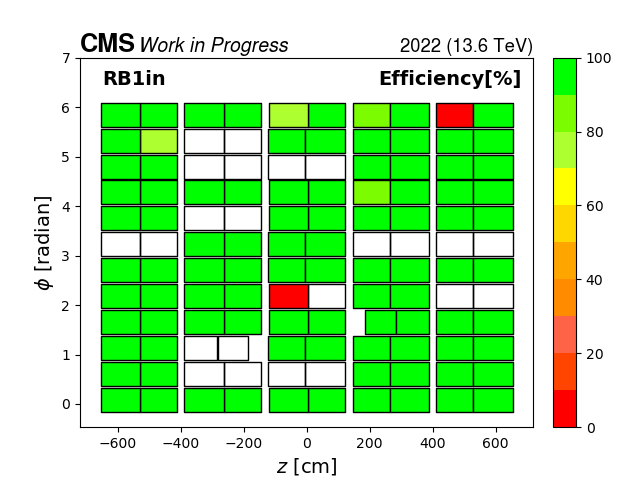 CMS Work in Progress 2022 (13.6 TeV)
RB1in Efficiency[%]
7
6
5
4
3
2
1
0
ϕ [radian]
−600 −400 −200 0 200 400 600
z [cm]
100
80
60
40
20
0